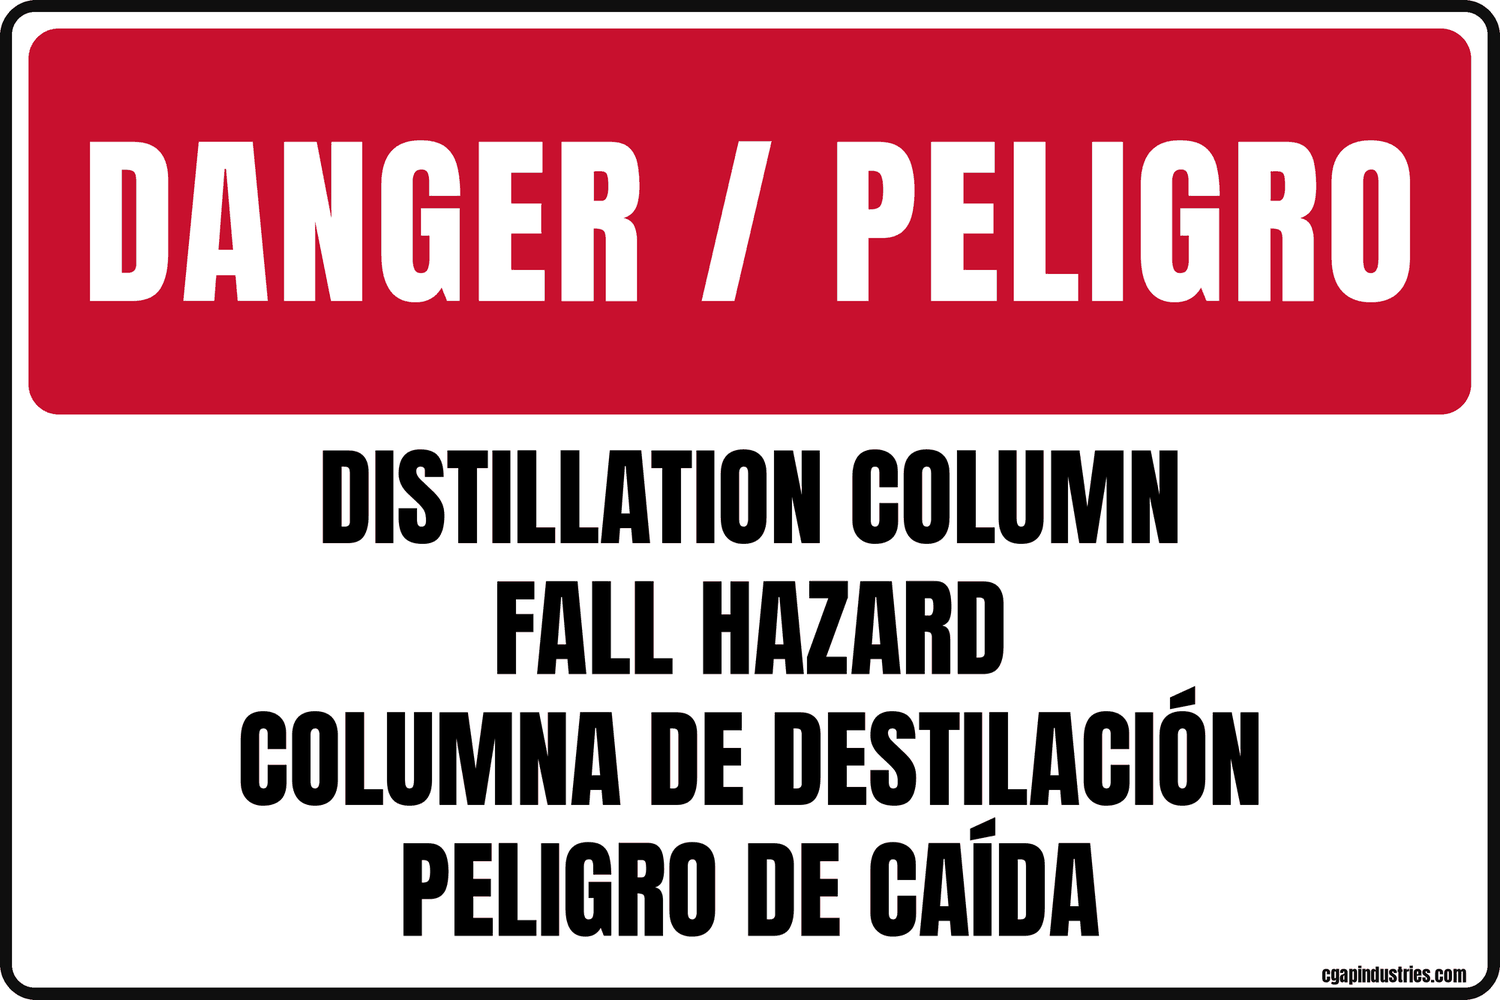 DANGER / PELIGRO
DISTILLATION COLUMN
FALL HAZARD
COLUMNA DE DESTILACIÓN
PELIGRO DE CAÍDA
cgapindustries.com